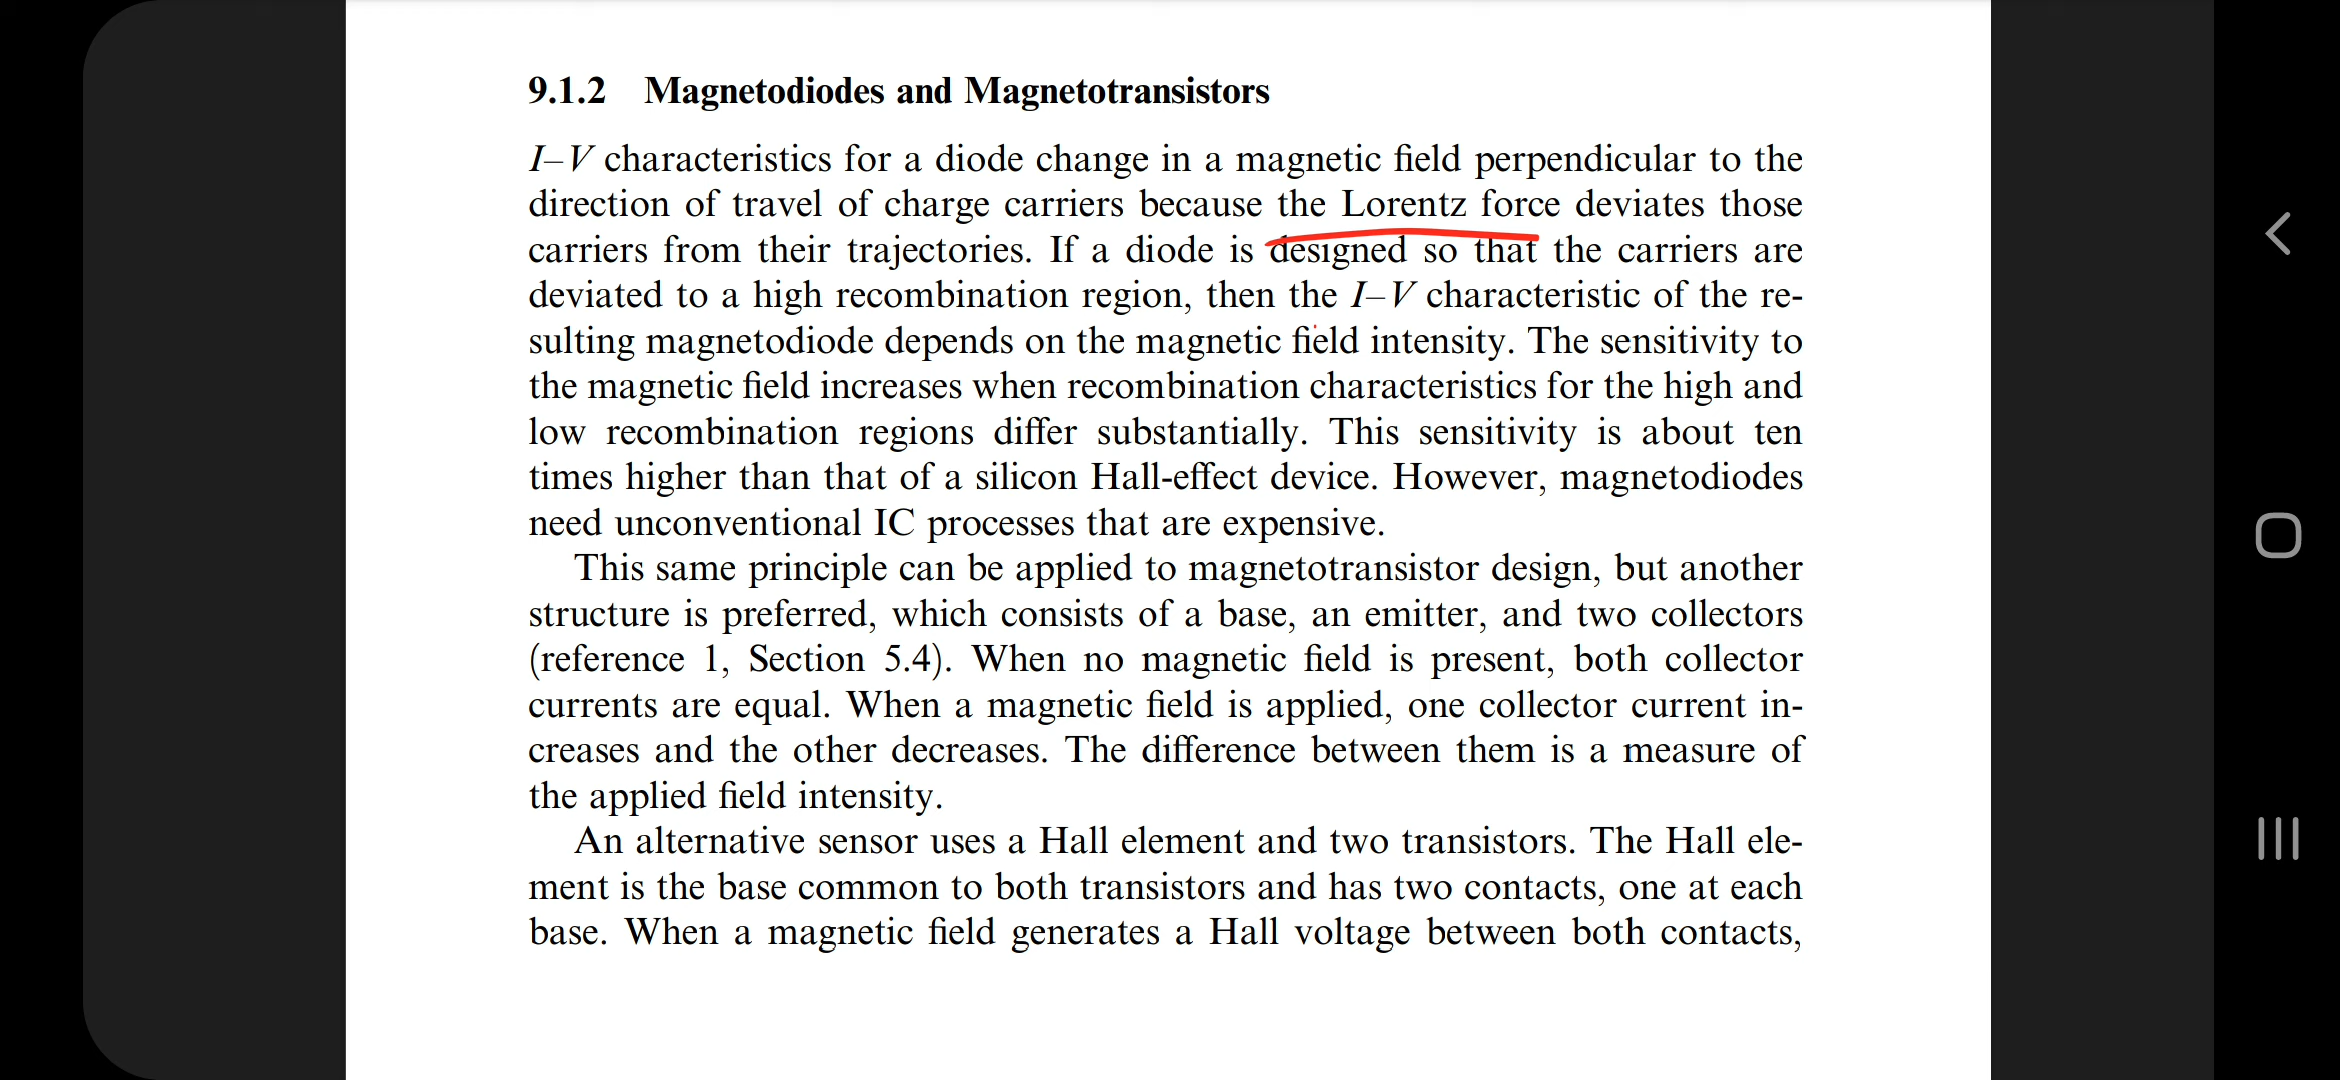 9.1.2 Magnetodiodes and Magnetotransistors
I–V characteristics for a diode change in a magnetic field perpendicular to the
direction of travel of charge carriers because the Lorentz force deviates those
carriers from their trajectories. If a diode is designed so that the carriers are
deviated to a high recombination region, then the I–V characteristic of the re-
sulting magnetodiode depends on the magnetic field intensity. The sensitivity to
the magnetic field increases when recombination characteristics for the high and
low recombination regions differ substantially. This sensitivity is about ten
times higher than that of a silicon Hall-effect device. However, magnetodiodes
need unconventional IC processes that are expensive.
This same principle can be applied to magnetotransistor design, but another
structure is preferred, which consists of a base, an emitter, and two collectors
(reference 1, Section 5.4). When no magnetic field is present, both collector
currents are equal. When a magnetic field is applied, one collector current in-
creases and the other decreases. The difference between them is a measure of
the applied field intensity.
An alternative sensor uses a Hall element and two transistors. The Hall ele-
ment is the base common to both transistors and has two contacts, one at each
base. When a magnetic field generates a Hall voltage between both contacts,